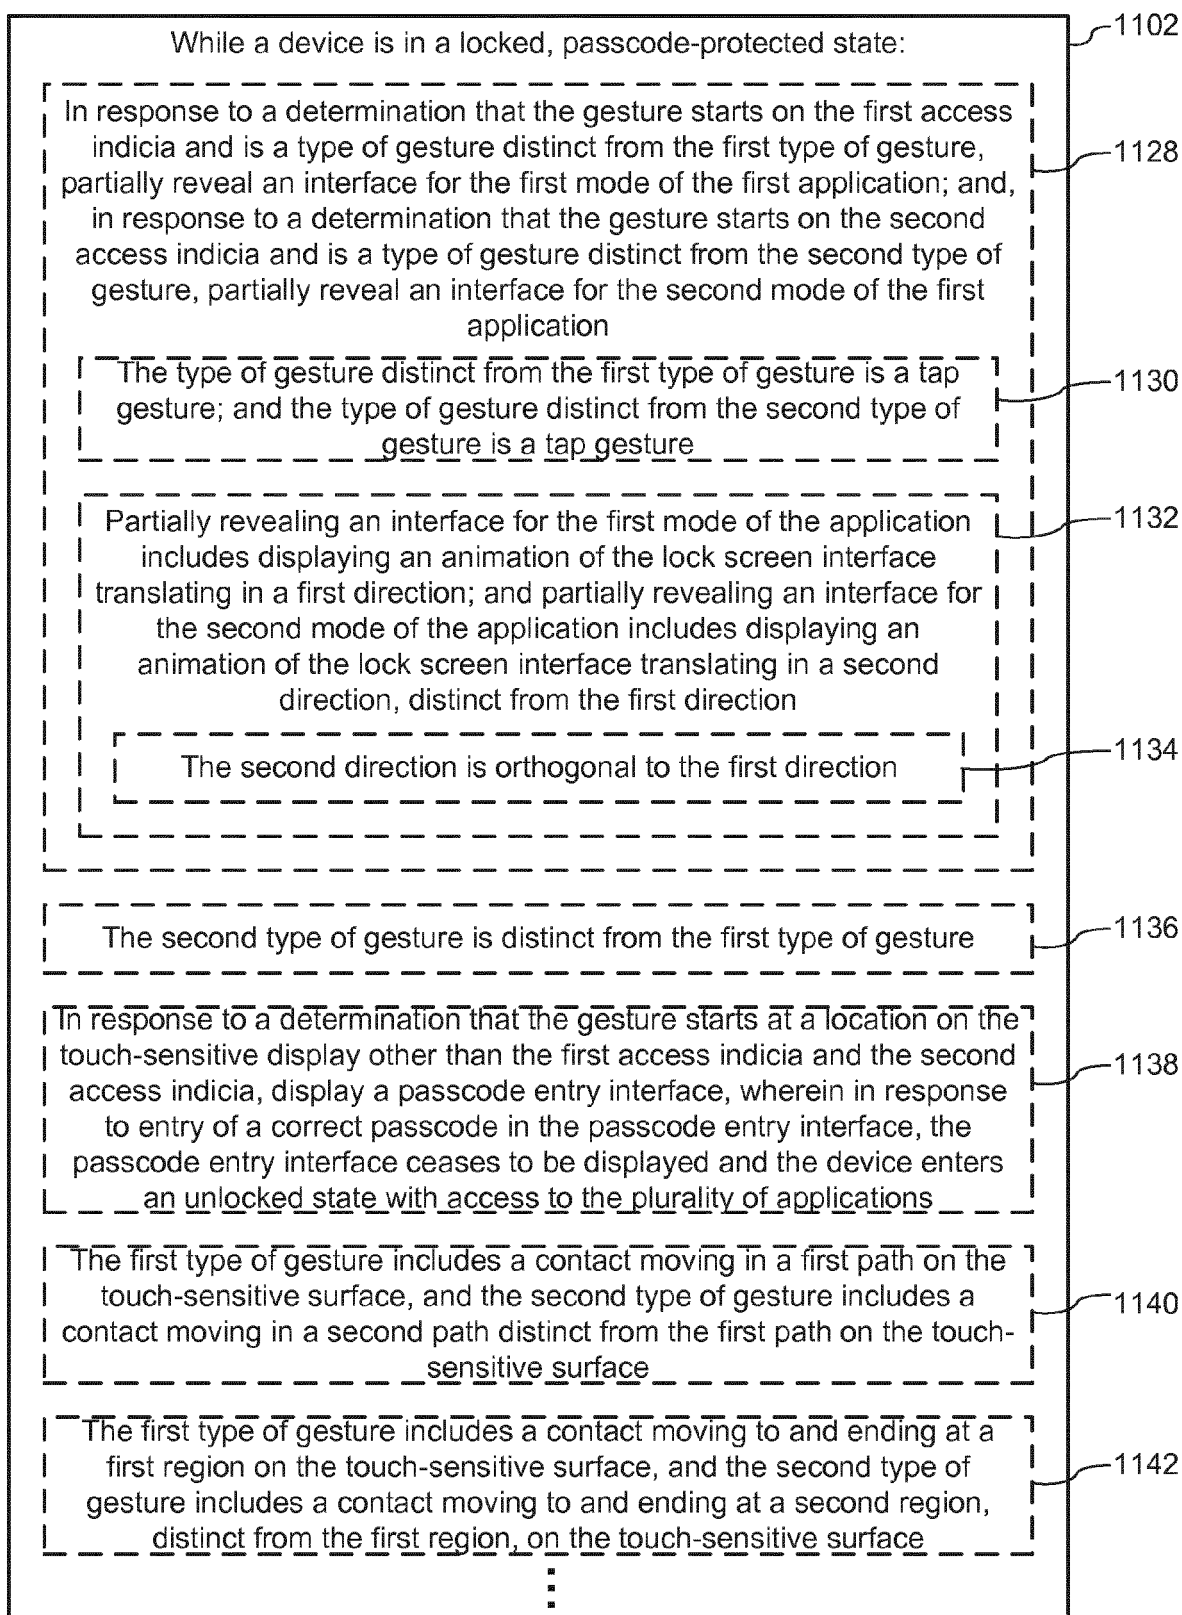 While a device is in a locked, passcode-protected state:
1102
In response to a determination that the gesture starts on the first access
indicia and is a type of gesture distinct from the first type of gesture,
1128
partially reveal an interface for the first mode of the first application; and,
in response to a determination that the gesture starts on the second
access indicia and is a type of gesture distinct from the second type of
gesture, partially reveal an interface for the second mode of the first
application
The type of gesture distinct from the first type of gesture is a tap
1130
gesture; and the type of gesture distinct from the second type of
gesture is a tap gesture
Partially revealing an interface for the first mode of the application
1132
includes displaying an animation of the lock screen interface
translating in a first direction; and partially revealing an interface for
the second mode of the application includes displaying an
animation of the lock screen interface translating in a second
direction, distinct from the first direction
The second direction is orthogonal to the first direction
1134
The second type of gesture is distinct from the first type of gesture
1136
In response to a determination that the gesture starts at a location on the
touch-sensitive display other than the first access indicia and the second
1138
access indicia, display a passcode entry interface, wherein in response
to entry of a correct passcode in the passcode entry interface, the
passcode entry interface ceases to be displayed and the device enters
an unlocked state with access to the plurality of applications
The first type of gesture includes a contact moving in a first path on the
touch-sensitive surface, and the second type of gesture includes a
1140
contact moving in a second path distinct from the first path on the touch-
sensitive surface
The first type of gesture includes a contact moving to and ending at a
first region on the touch-sensitive surface, and the second type of
1142
gesture includes a contact moving to and ending at a second region,
distinct from the first region, on the touch-sensitive surface